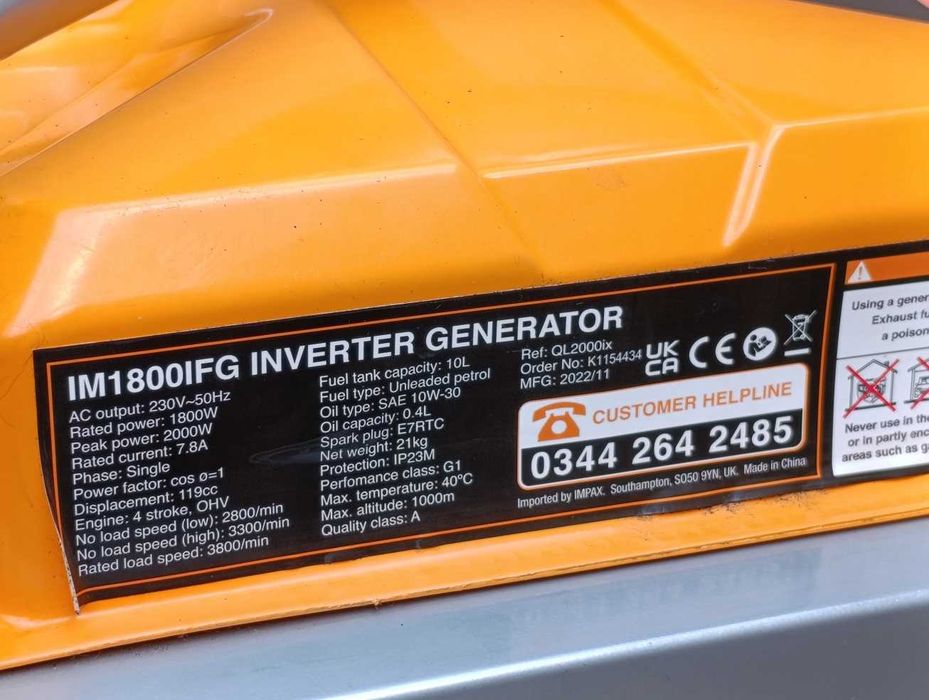 IM1800IFG INVERTER GENERATOR
AC output: 230V~50Hz
Rated power: 1800W
Peak power: 2000W
Rated current: 7.8A
Phase: Single
Power factor: cos ø=1
Displacement: 119cc
Engine: 4 stroke, OHV
No load speed (low): 2800/min
No load speed (high): 3300/min
Rated load speed: 3800/min
Fuel tank capacity: 10L
Fuel type: Unleaded petrol
Oil type: SAE 10W-30
Oil capacity: 0.4L
Spark plug: E7RTC
Net weight: 21kg
Protection: IP23M
Perfomance class: G1
Max. temperature: 40ºC
Max. altitude: 1000m
Quality class: A
Ref: QL2000ix
Order No: K1154434
MFG: 2022/11
UK
CA
CE
CUSTOMER HELPLINE
0344 264 2485
Imported by IMPAX. Southampton, SO50 9YN, UK. Made in China
Using a gener
Exhaust fu
a poison
Never use in the
or in partly enc
areas such as ga